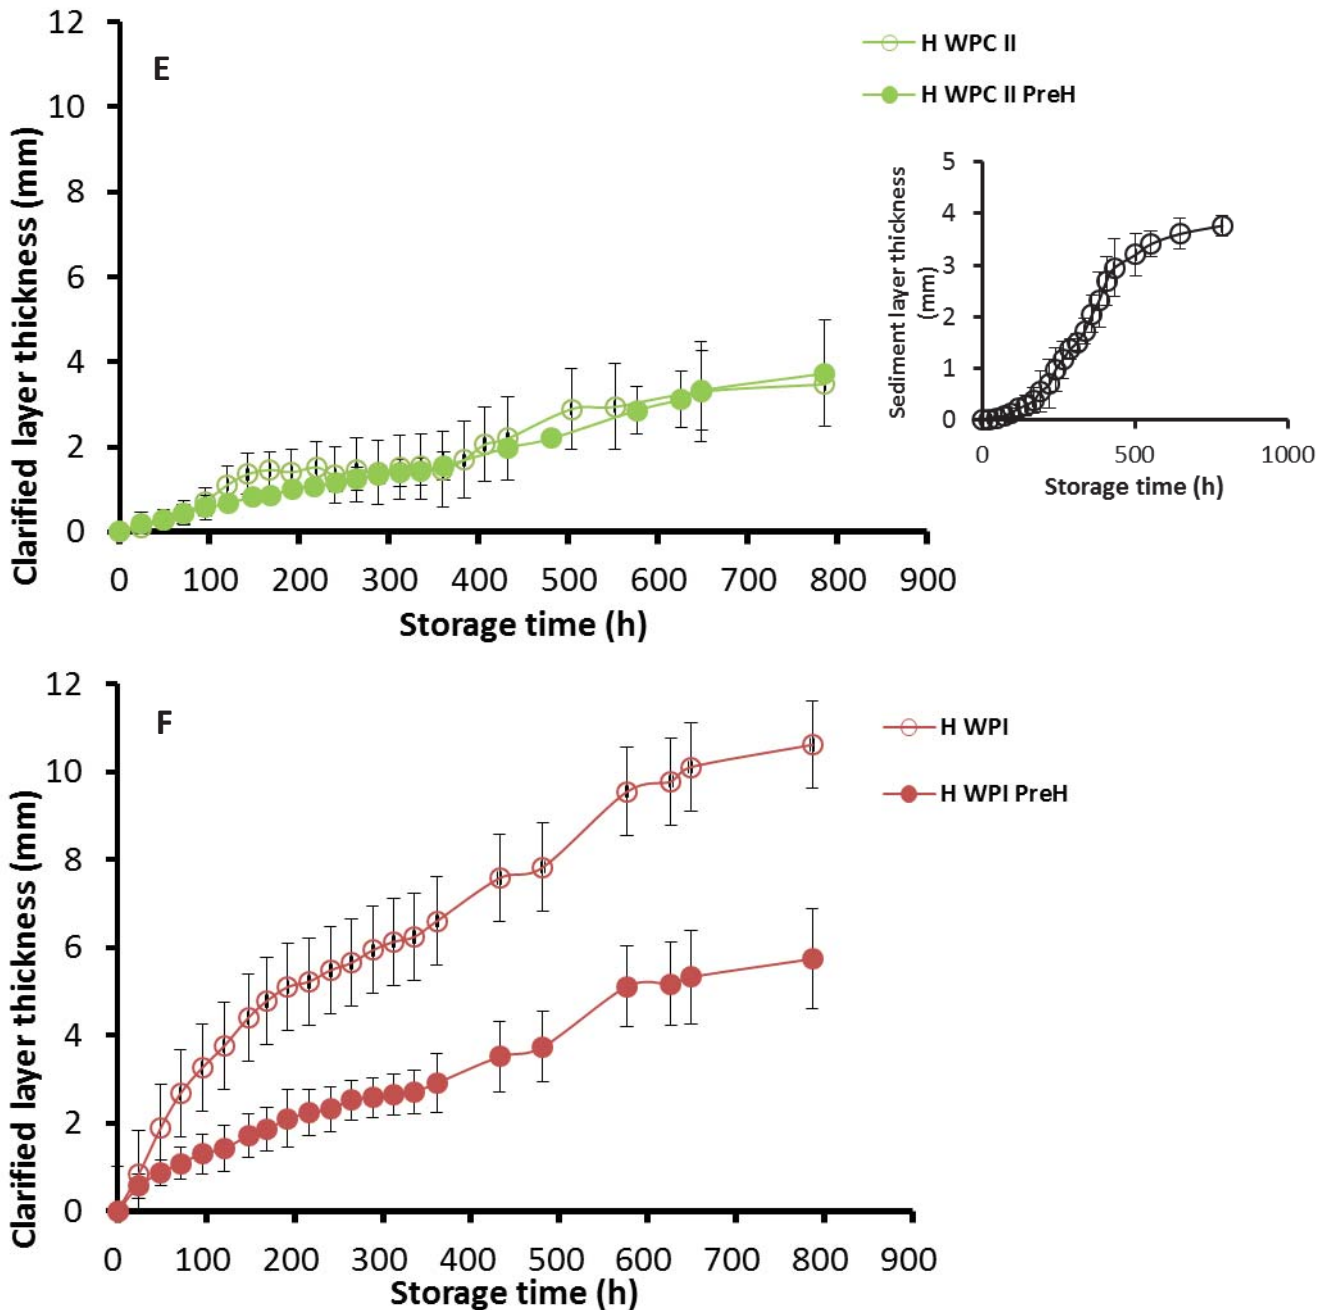 E
12
10
8
6
4
2
0
Clarified layer thickness (mm)
0 100 200 300 400 500 600 700 800 900
Storage time (h)
H WPC II
H WPC II PreH
5
4
3
2
1
0
Sediment layer thickness
(mm)
0 500 1000
Storage time (h)
F
12
10
8
6
4
2
0
Clarified layer thickness (mm)
0 100 200 300 400 500 600 700 800 900
Storage time (h)
H WPI
H WPI PreH